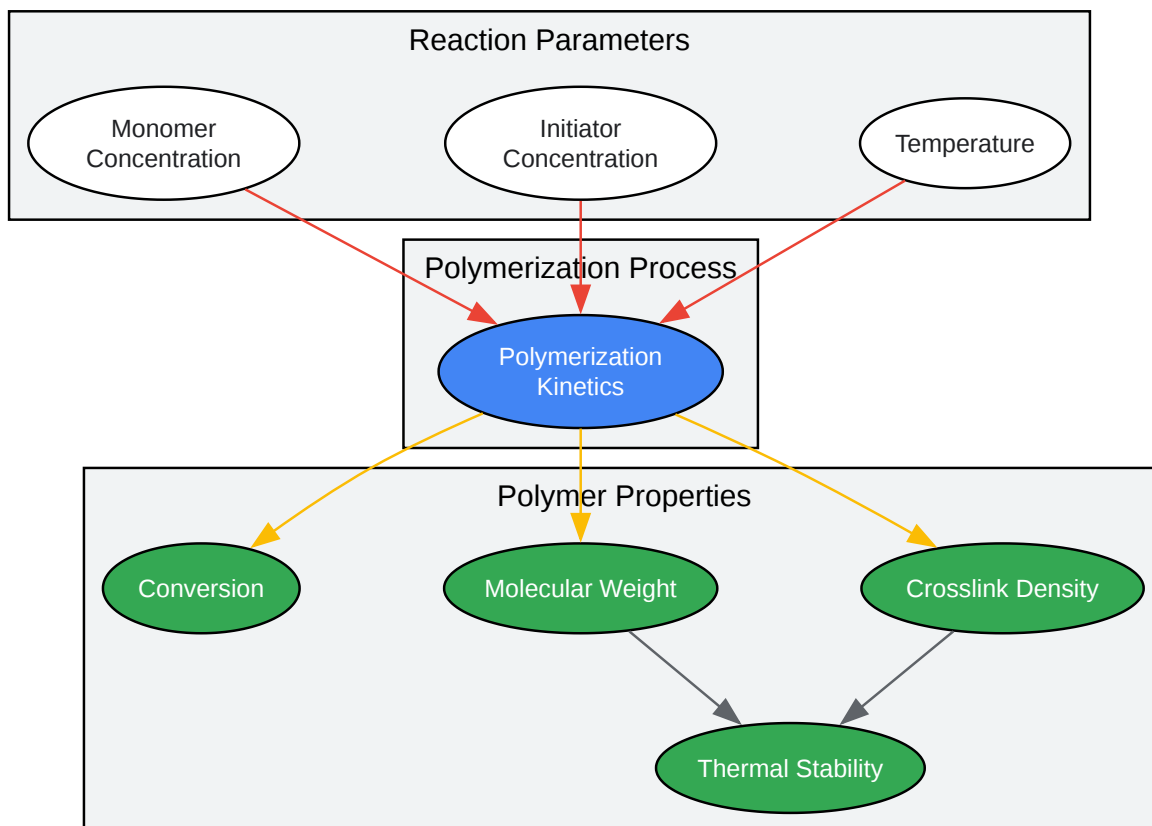 Reaction Parameters
Monomer
Concentration
Initiator
Concentration
Temperature
Polymerization Process
Polymerization
Kinetics
Polymer Properties
Conversion
Molecular Weight
Crosslink Density
Thermal Stability